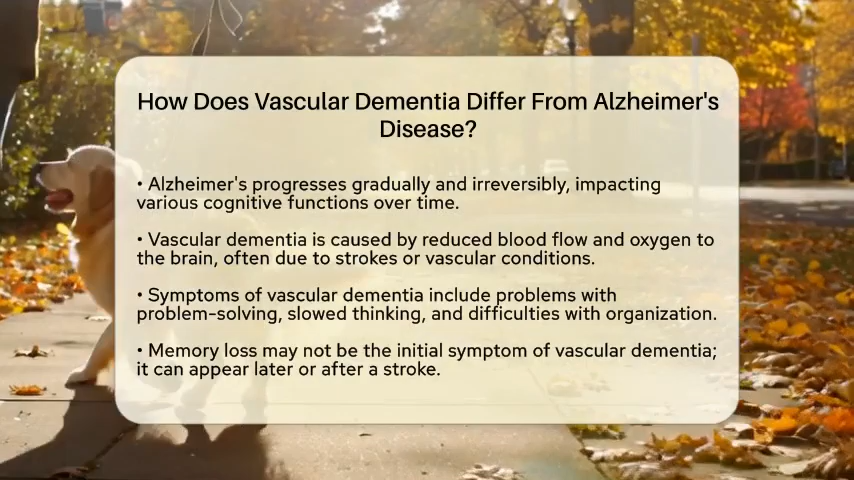 How Does Vascular Dementia Differ From Alzheimer's
Disease?
• Alzheimer's progresses gradually and irreversibly, impacting
various cognitive functions over time.
• Vascular dementia is caused by reduced blood flow and oxygen to
the brain, often due to strokes or vascular conditions.
• Symptoms of vascular dementia include problems with
problem-solving, slowed thinking, and difficulties with organization.
• Memory loss may not be the initial symptom of vascular dementia;
it can appear later or after a stroke.